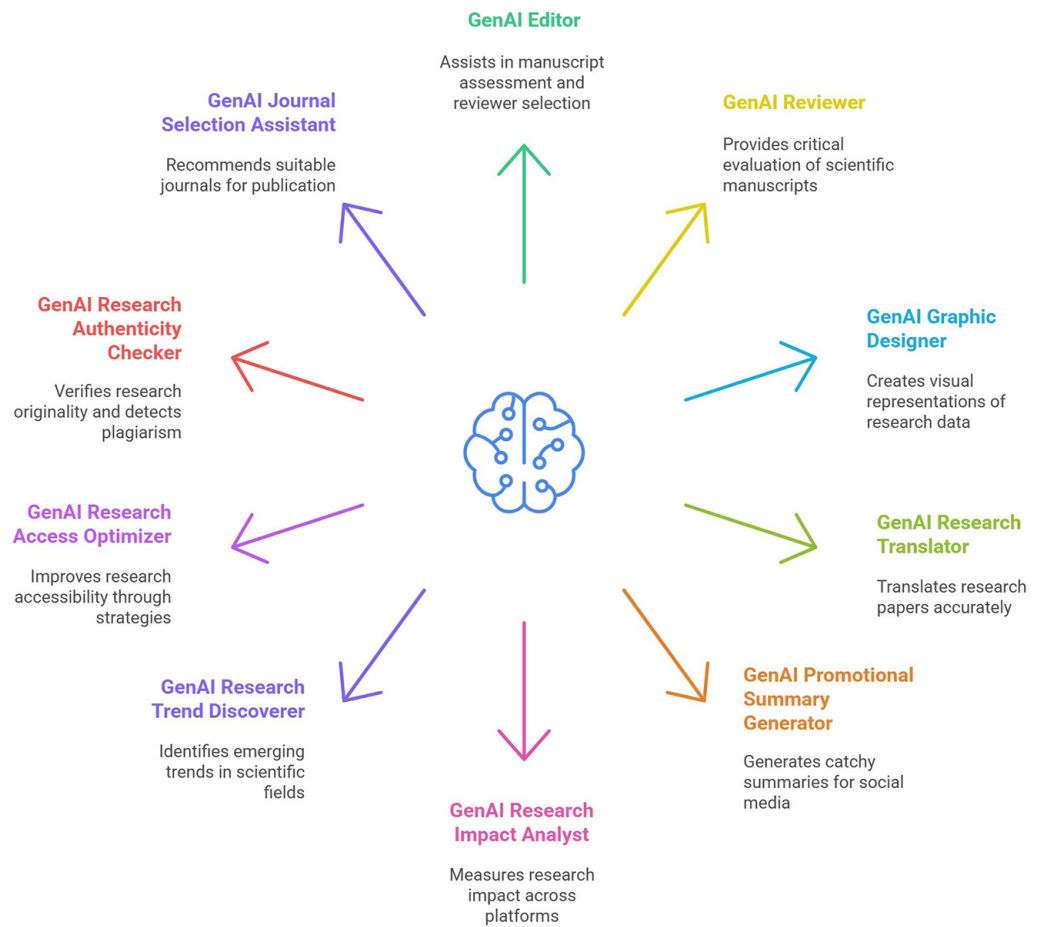 GenAI Editor
Assists in manuscript
assessment and
reviewer selection
GenAI Reviewer
Provides critical
evaluation of scientific
manuscripts
GenAI Graphic
Designer
Creates visual
representations of
research data
GenAI Research
Translator
Translates research
papers accurately
GenAI Promotional
Summary
Generator
Generates catchy
summaries for social
media
GenAI Research
Impact Analyst
Measures research
impact across
platforms
GenAI Research
Trend Discoverer
Identifies emerging
trends in scientific
fields
GenAI Research
Access Optimizer
Improves research
accessibility through
strategies
GenAI Research
Authenticity
Checker
Verifies research
originality and detects
plagiarism
GenAI Journal
Selection Assistant
Recommends suitable
journals for publication